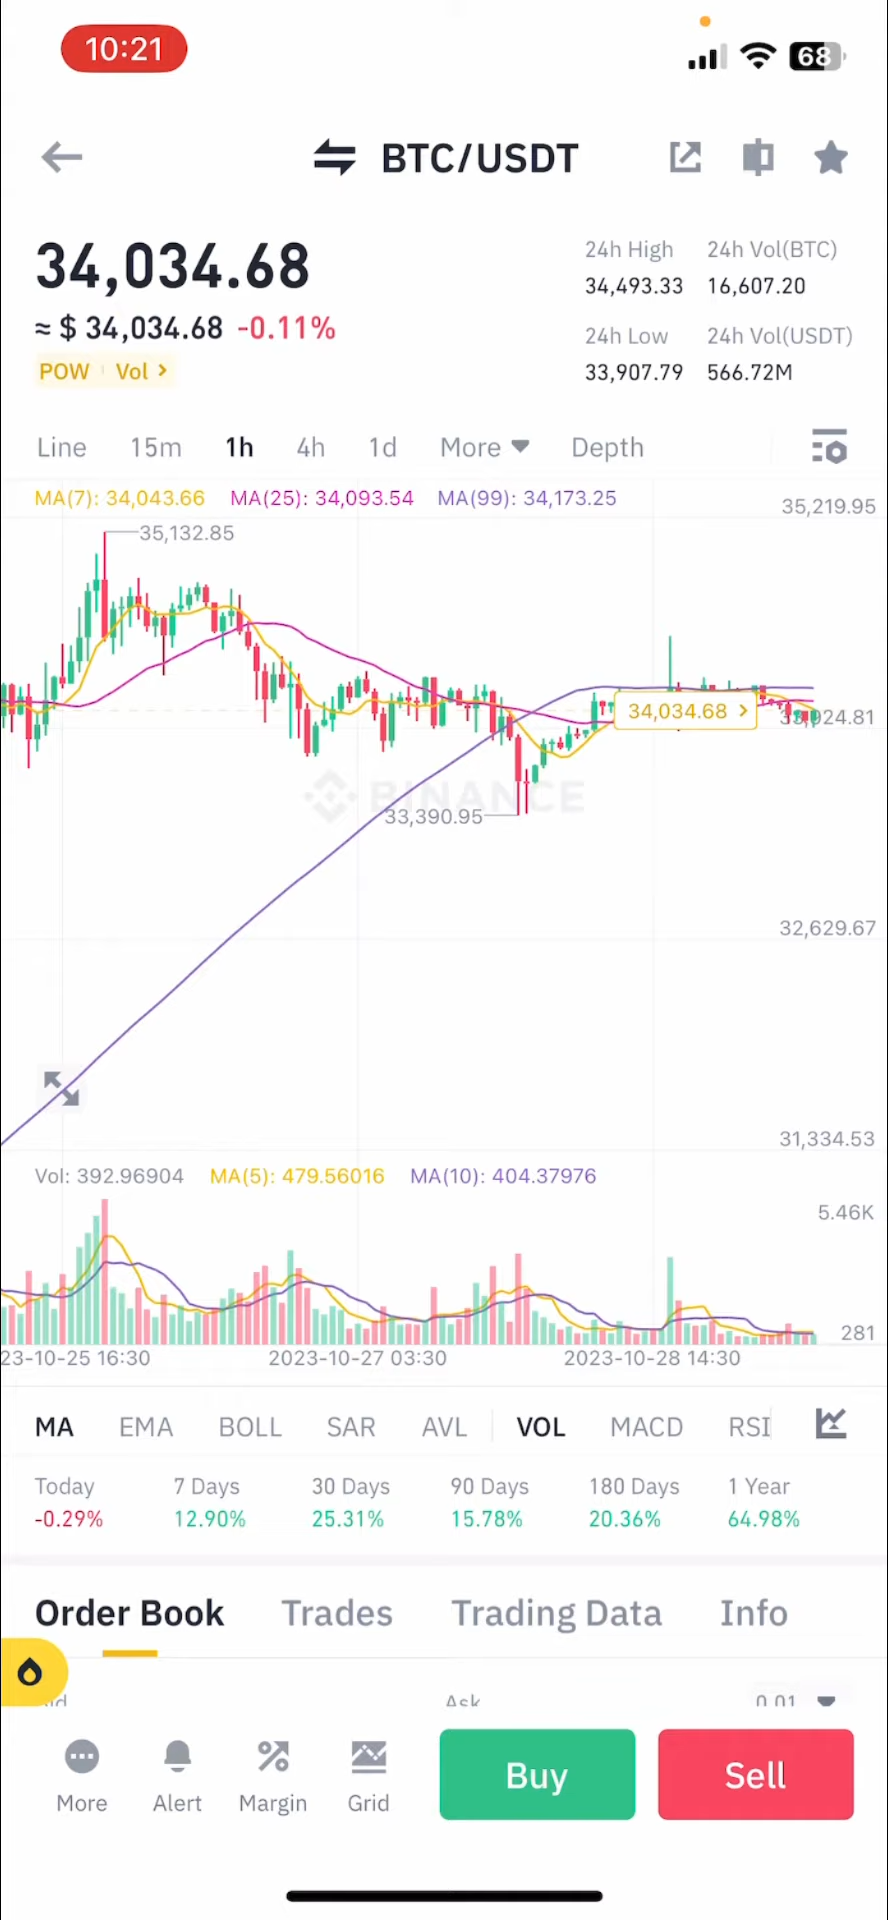 10:21
68
BTC/USDT
34,034.68
≈ $ 34,034.68 -0.11%
POW Vol
24h High 24h Vol(BTC)
34,493.33 16,607.20
24h Low 24h Vol(USDT)
33,907.79 566.72M
Line 15m 1h 4h 1d More Depth
MA(7): 34,043.66 MA(25): 34,093.54 MA(99): 34,173.25
35,219.95
35,132.85
34,034.68
33,924.81
BINANCE
33,390.95
32,629.67
31,334.53
Vol: 392.96904 MA(5): 479.56016 MA(10): 404.37976
5.46K
281
23-10-25 16:30 2023-10-27 03:30 2023-10-28 14:30
MA EMA BOLL SAR AVL VOL MACD RSI
Today 7 Days 30 Days 90 Days 180 Days 1 Year
-0.29% 12.90% 25.31% 15.78% 20.36% 64.98%
Order Book Trades Trading Data Info
Ask 0.01
More Alert Margin Grid Buy Sell